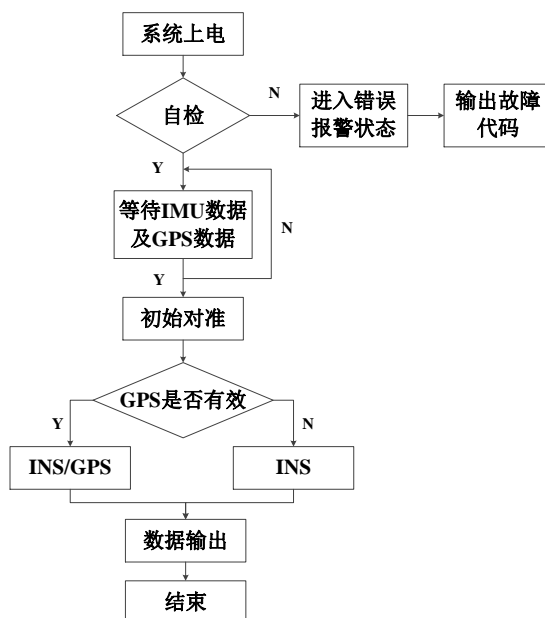 系统上电
自检
N
进入错误
报警状态
输出故障
代码
Y
等待IMU数据
及GPS数据
N
Y
初始对准
GPS是否有效
Y
N
INS/GPS
INS
数据输出
结束